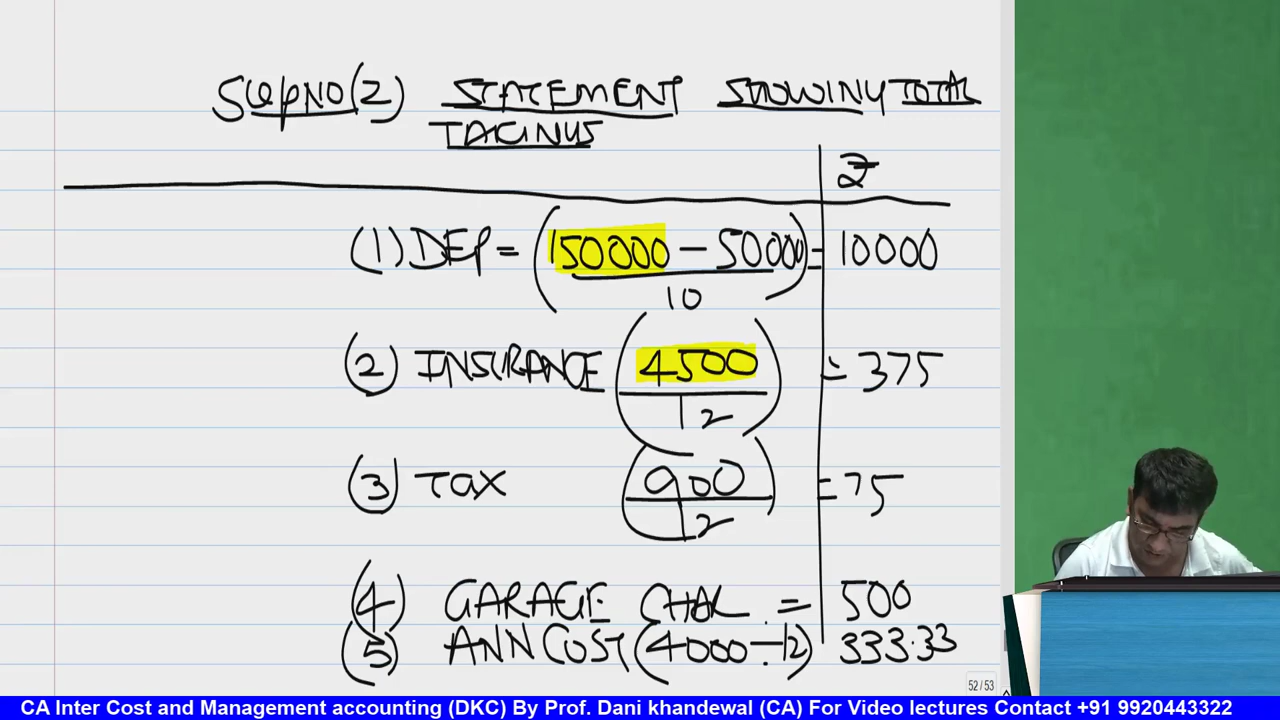 Step NO (2) STATEMENT SHOWING TOTAL
TAKINGS
₹
(1) DEP = (150000 - 50000) = 10000
10
(2) INSURANCE (4500) = 375
12
(3) TAX (900) = 75
12
(4) GARAGE CHAR = 500
(5) ANN COST (4000 ÷ 12) 333.33
52/53
CA Inter Cost and Management accounting (DKC) By Prof. Dani khandewal (CA) For Video lectures Contact +91 9920443322